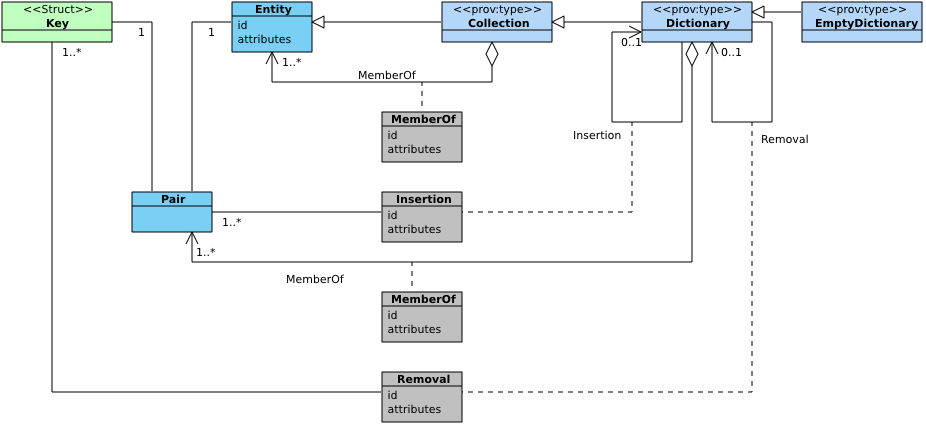 <<Struct>>
Key
1..*
1
1
Entity
id
attributes
1..*
MemberOf
<<prov:type>>
Collection
<<prov:type>>
Dictionary
0..1
0..1
<<prov:type>>
EmptyDictionary
MemberOf
id
attributes
Insertion
Removal
Pair
1..*
Insertion
id
attributes
1..*
MemberOf
MemberOf
id
attributes
Removal
id
attributes